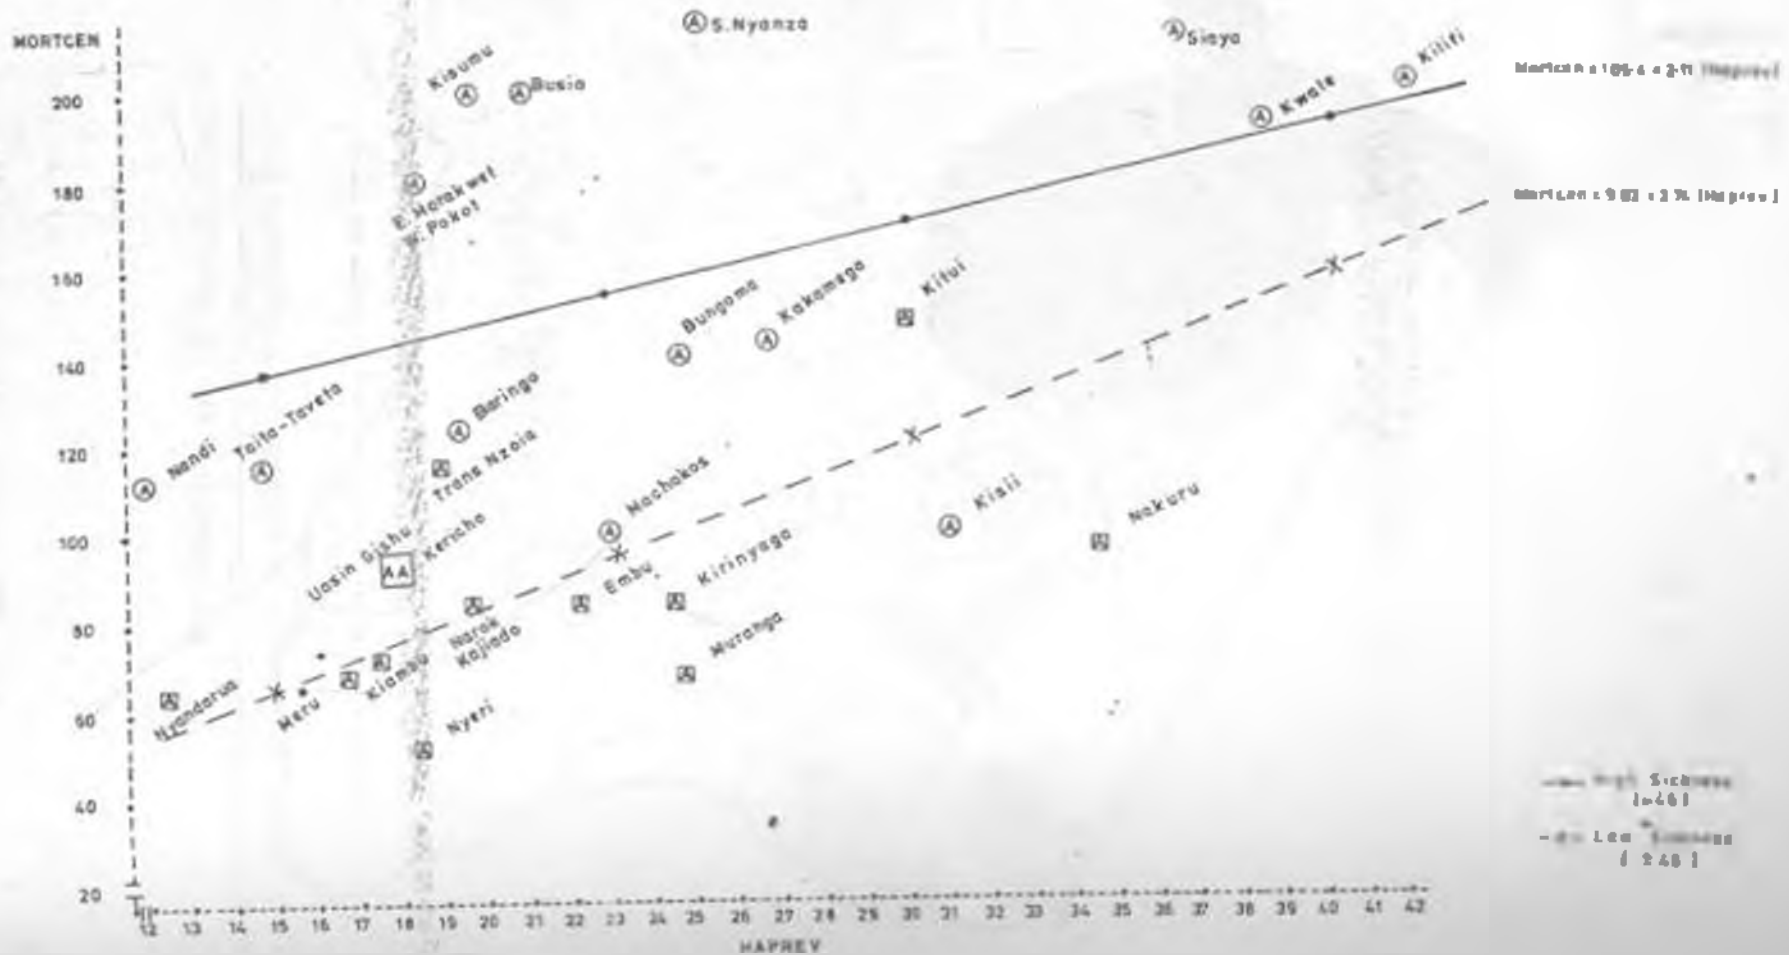 MORTCEN
S.Nyanza
Siaya
Kisumu
Busia
Kilifi
Kwale
200
180
E. Marakwet
Pokot
160
Bungoma
Kakamega
Kitui
140
Nandi
Taita-Taveta
Baringo
120
Trans Nzoia
Machakos
Kisii
Nakuru
100
Uasin Gishu
Kericho
Embu
Kirinyaga
80
Narok
Kajiado
Muranga
Nyandarua
Meru
Kiambu
Nyeri
60
40
20
12 13 14 15 16 17 18 19 20 21 22 23 24 25 26 27 28 29 30 31 32 33 34 35 36 37 38 39 40 41 42
HAPREV